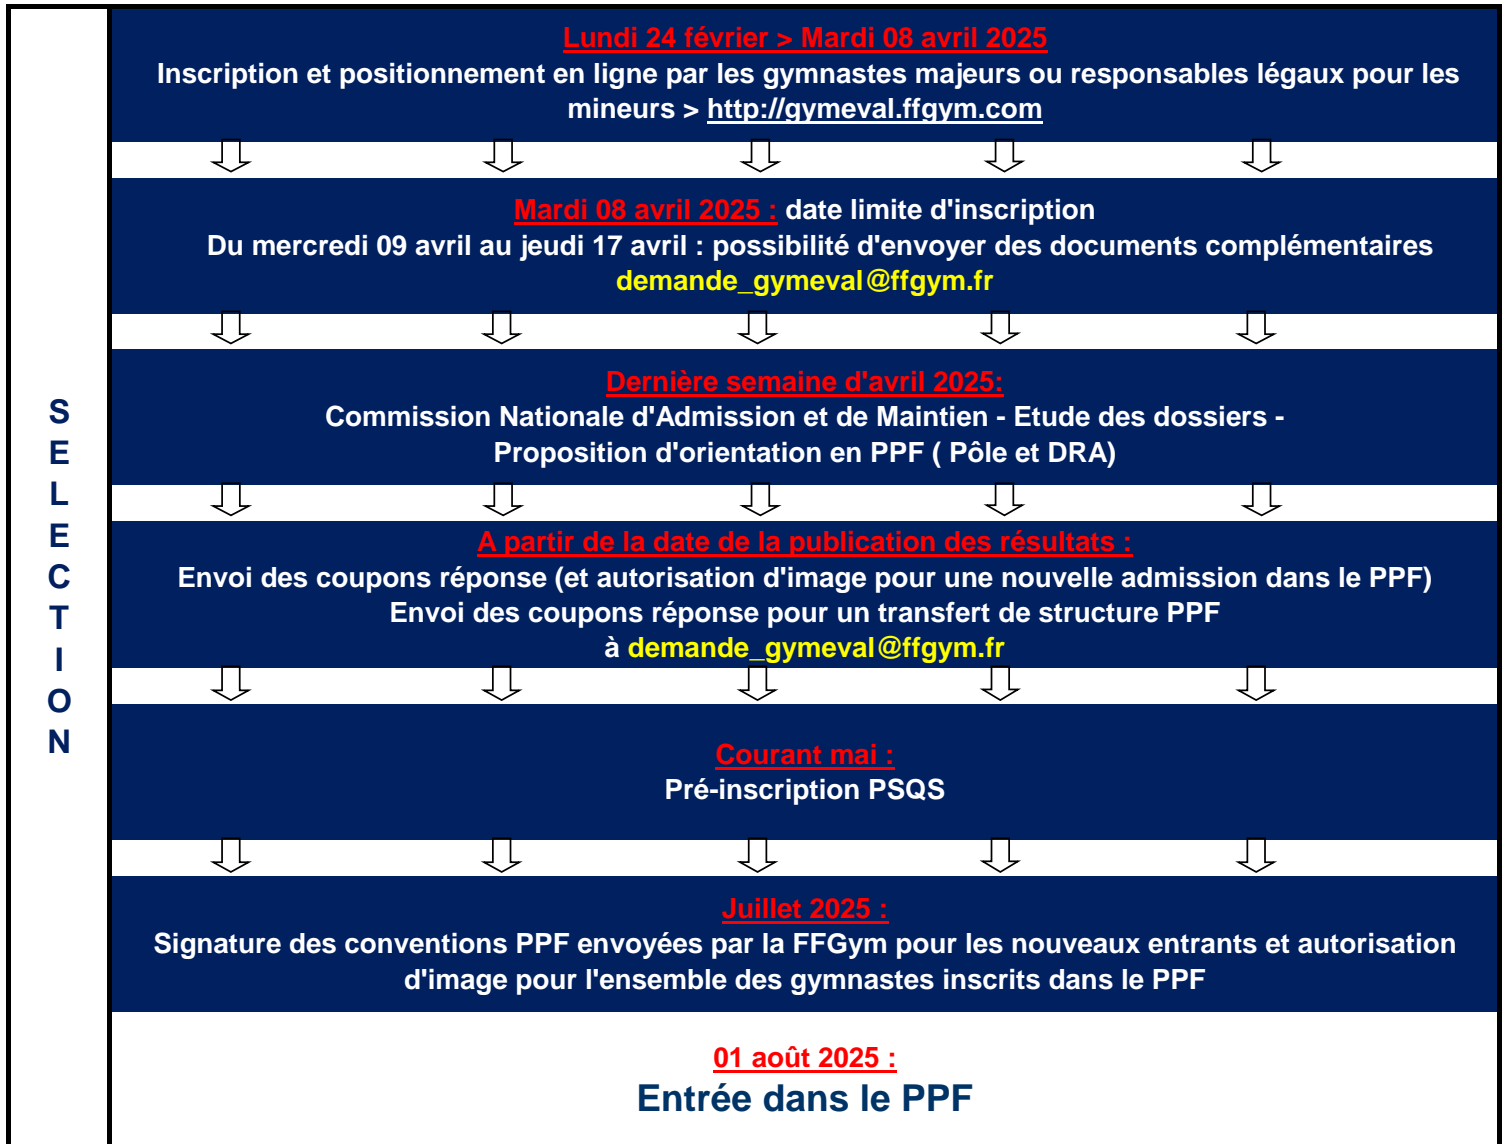 S
E
L
E
C
T
I
O
N
Lundi 24 février > Mardi 08 avril 2025
Inscription et positionnement en ligne par les gymnastes majeurs ou responsables légaux pour les
mineurs > http://gymeval.ffgym.com
Mardi 08 avril 2025 : date limite d'inscription
Du mercredi 09 avril au jeudi 17 avril : possibilité d'envoyer des documents complémentaires
demande_gymeval@ffgym.fr
Dernière semaine d'avril 2025:
Commission Nationale d'Admission et de Maintien - Etude des dossiers -
Proposition d'orientation en PPF ( Pôle et DRA)
A partir de la date de la publication des résultats :
Envoi des coupons réponse (et autorisation d'image pour une nouvelle admission dans le PPF)
Envoi des coupons réponse pour un transfert de structure PPF
à demande_gymeval@ffgym.fr
Courant mai :
Pré-inscription PSQS
Juillet 2025 :
Signature des conventions PPF envoyées par la FFGym pour les nouveaux entrants et autorisation
d'image pour l'ensemble des gymnastes inscrits dans le PPF
01 août 2025 :
Entrée dans le PPF